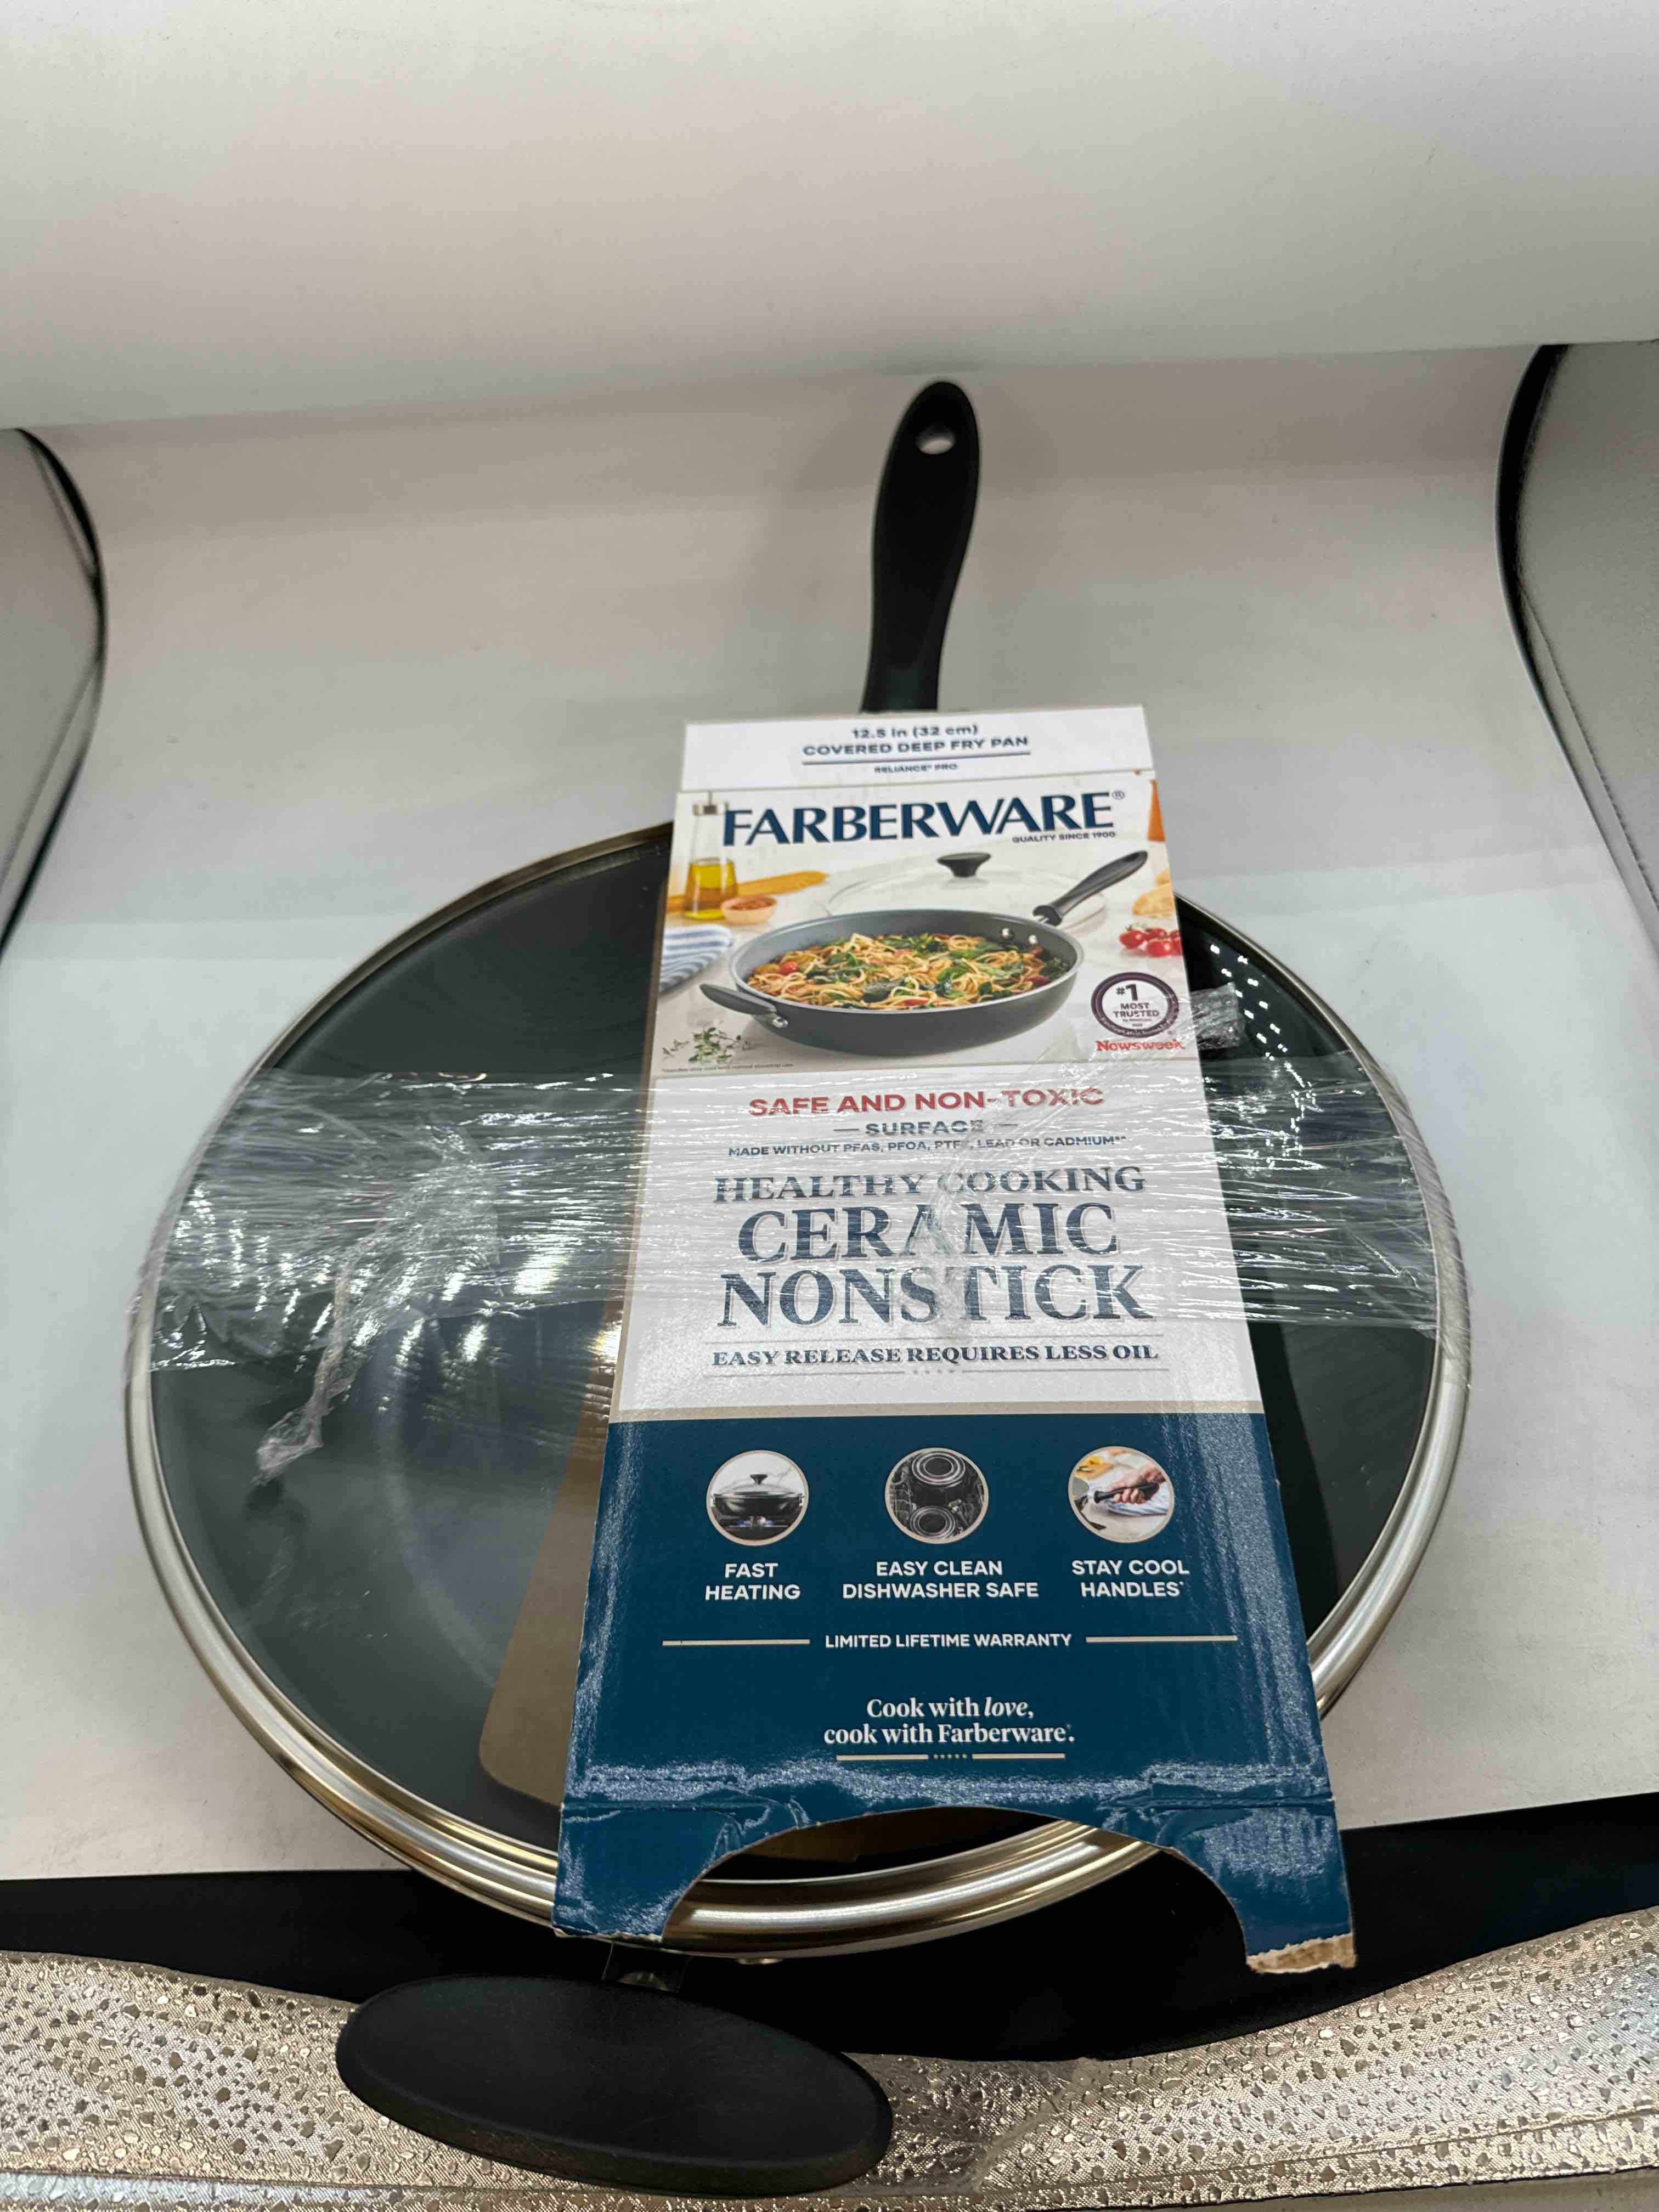 12.5 in (32 cm)
COVERED DEEP FRY PAN
RELIANCE® PRO
FARBERWARE®
QUALITY SINCE 1900
#1
MOST
TRUSTED
Newsweek
SAFE AND NON-TOXIC
— SURFACE —
MADE WITHOUT PFAS, PFOA, PTFE, LEAD OR CADMIUM**
HEALTHY COOKING
CERAMIC
NONSTICK
EASY RELEASE REQUIRES LESS OIL
FAST
HEATING
EASY CLEAN
DISHWASHER SAFE
STAY COOL
HANDLES*
LIMITED LIFETIME WARRANTY
Cook with love,
cook with Farberware®.